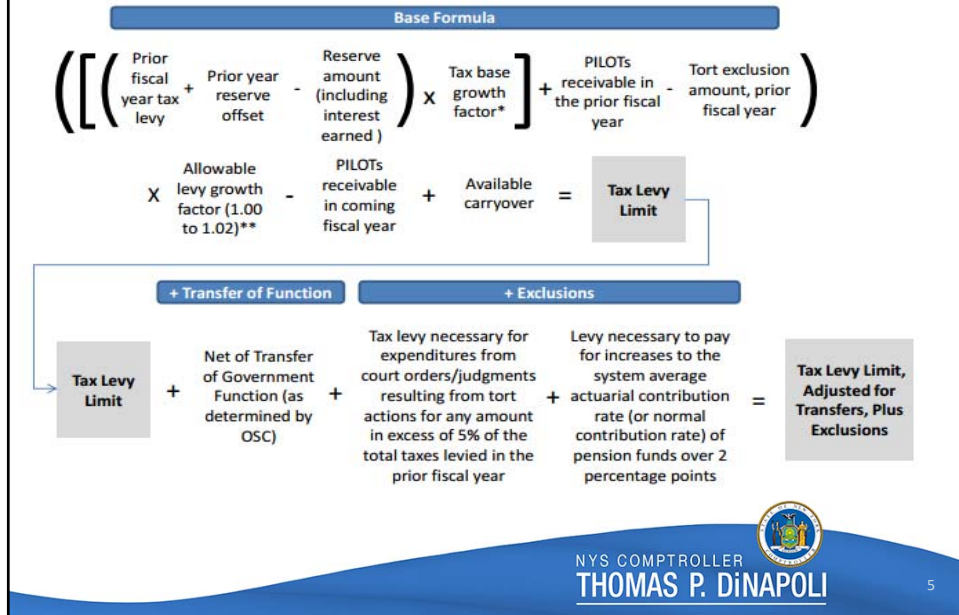 Base Formula
( [ ( Prior fiscal year tax levy + Prior year reserve offset - Reserve amount (including interest earned ) ) X Tax base growth factor* ] + PILOTs receivable in the prior fiscal year - Tort exclusion amount, prior fiscal year )
X Allowable levy growth factor (1.00 to 1.02)** - PILOTs receivable in coming fiscal year + Available carryover = Tax Levy Limit
+ Transfer of Function
+ Exclusions
Tax Levy Limit + Net of Transfer of Government Function (as determined by OSC) + Tax levy necessary for expenditures from court orders/judgments resulting from tort actions for any amount in excess of 5% of the total taxes levied in the prior fiscal year + Levy necessary to pay for increases to the system average actuarial contribution rate (or normal contribution rate) of pension funds over 2 percentage points = Tax Levy Limit, Adjusted for Transfers, Plus Exclusions
NYS COMPTROLLER
THOMAS P. DiNAPOLI
5